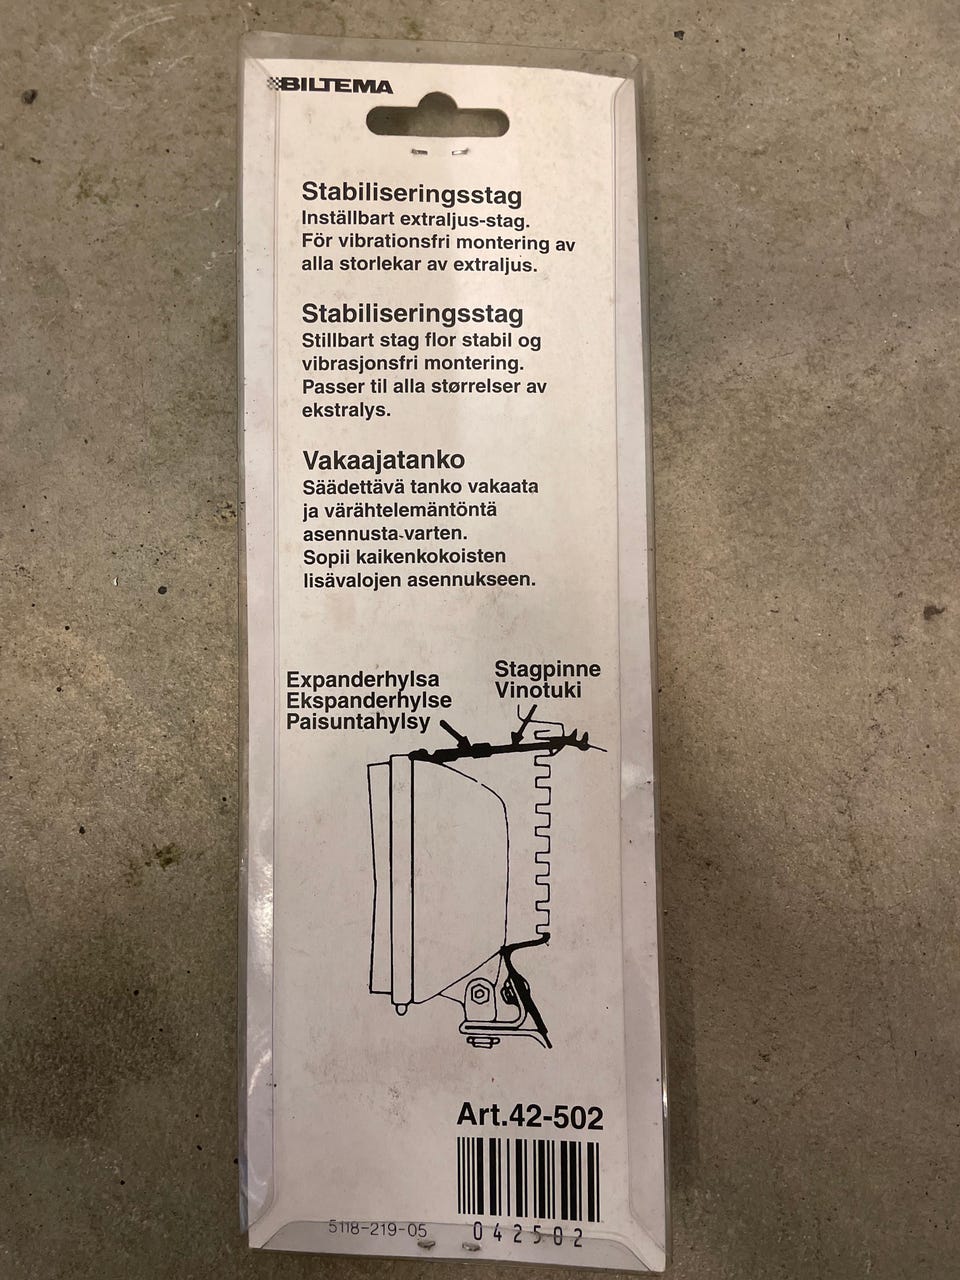 BILTEMA
Stabiliseringsstag
Inställbart extraljus-stag.
För vibrationsfri montering av
alla storlekar av extraljus.
Stabiliseringsstag
Stillbart stag flor stabil og
vibrasjonsfri montering.
Passer til alla størrelser av
ekstralys.
Vakaajatanko
Säädettävä tanko vakaata
ja värähtelemäntöntä
asennusta-varten.
Sopii kaikenkokoisten
lisävalojen asennukseen.
Expanderhylsa
Ekspanderhylse
Paisuntahylsy
Stagpinne
Vinotuki
Art.42-502
5118-219-05
042502